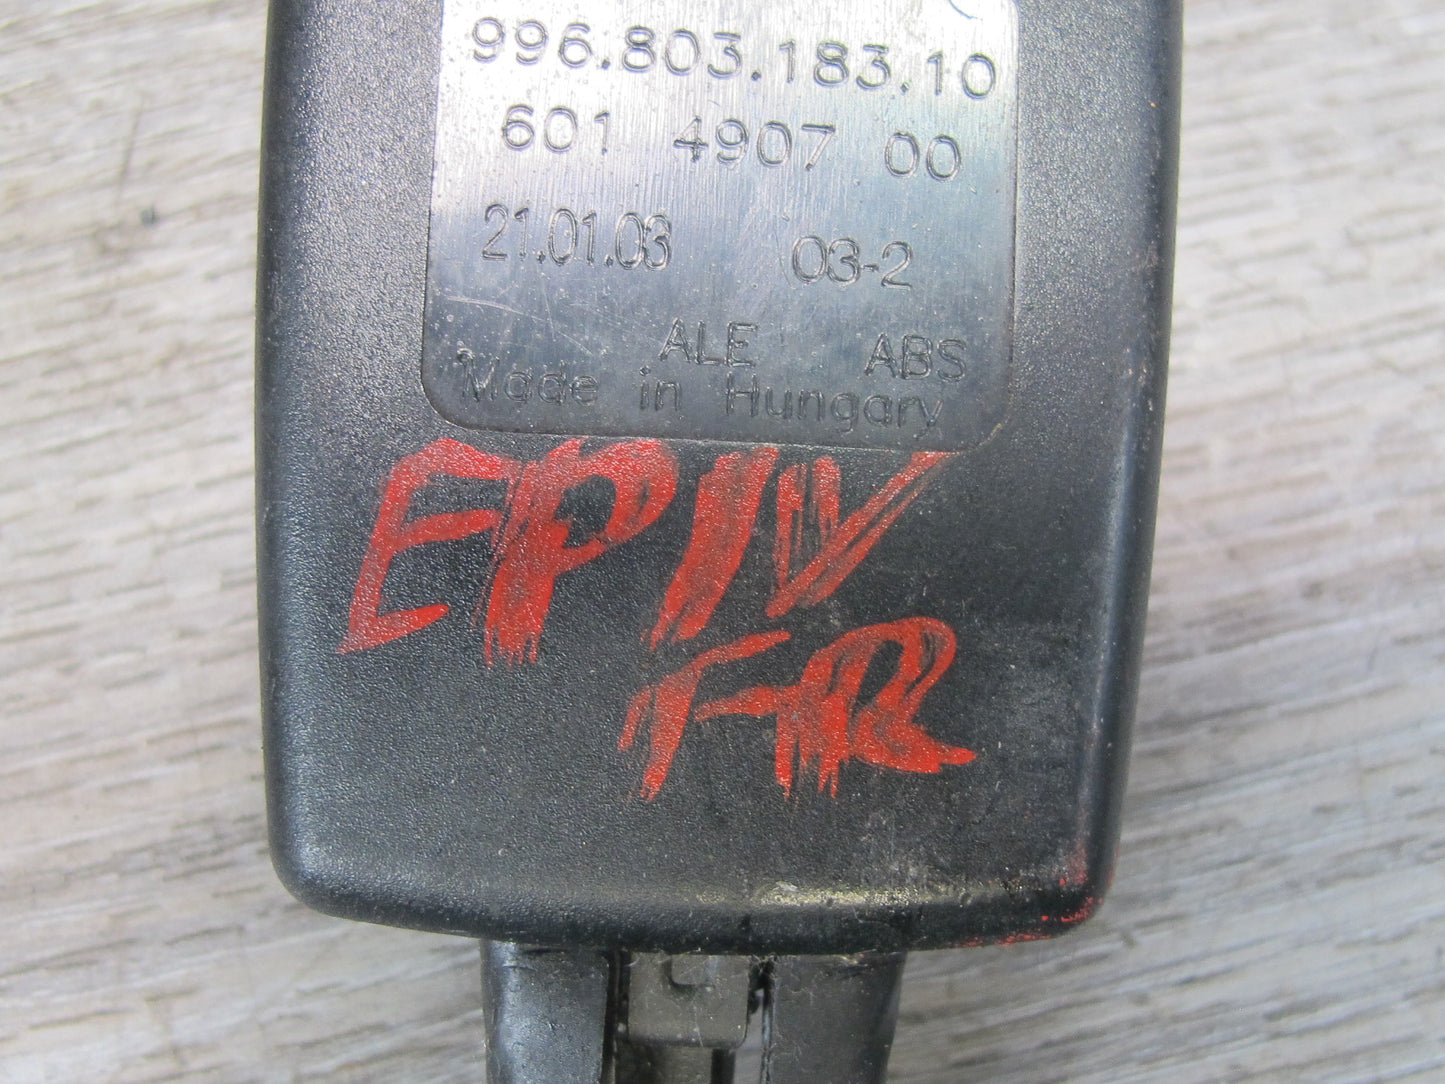 996.803.183.10
601 4907 00
21.01.03 03-2
ALE ABS
Made in Hungary
EPIV
FR